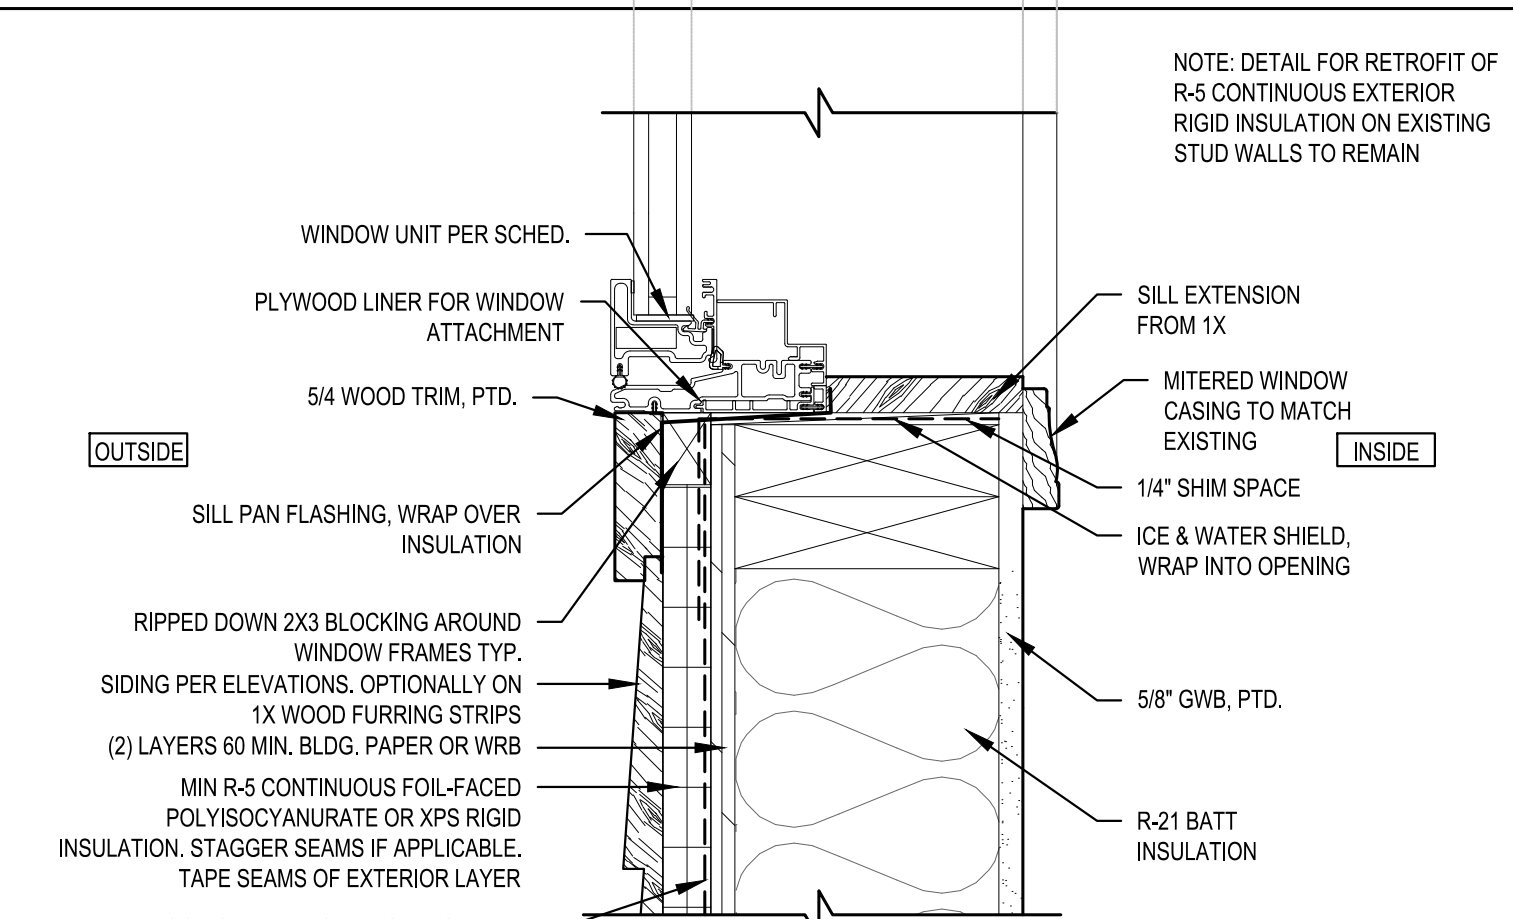 NOTE: DETAIL FOR RETROFIT OF
R-5 CONTINUOUS EXTERIOR
RIGID INSULATION ON EXISTING
STUD WALLS TO REMAIN
WINDOW UNIT PER SCHED.
PLYWOOD LINER FOR WINDOW
ATTACHMENT
5/4 WOOD TRIM, PTD.
OUTSIDE
SILL PAN FLASHING, WRAP OVER
INSULATION
RIPPED DOWN 2X3 BLOCKING AROUND
WINDOW FRAMES TYP.
SIDING PER ELEVATIONS. OPTIONALLY ON
1X WOOD FURRING STRIPS
(2) LAYERS 60 MIN. BLDG. PAPER OR WRB
MIN R-5 CONTINUOUS FOIL-FACED
POLYISOCYANURATE OR XPS RIGID
INSULATION. STAGGER SEAMS IF APPLICABLE.
TAPE SEAMS OF EXTERIOR LAYER
SILL EXTENSION
FROM 1X
MITERED WINDOW
CASING TO MATCH
EXISTING
INSIDE
1/4" SHIM SPACE
ICE & WATER SHIELD,
WRAP INTO OPENING
5/8" GWB, PTD.
R-21 BATT
INSULATION